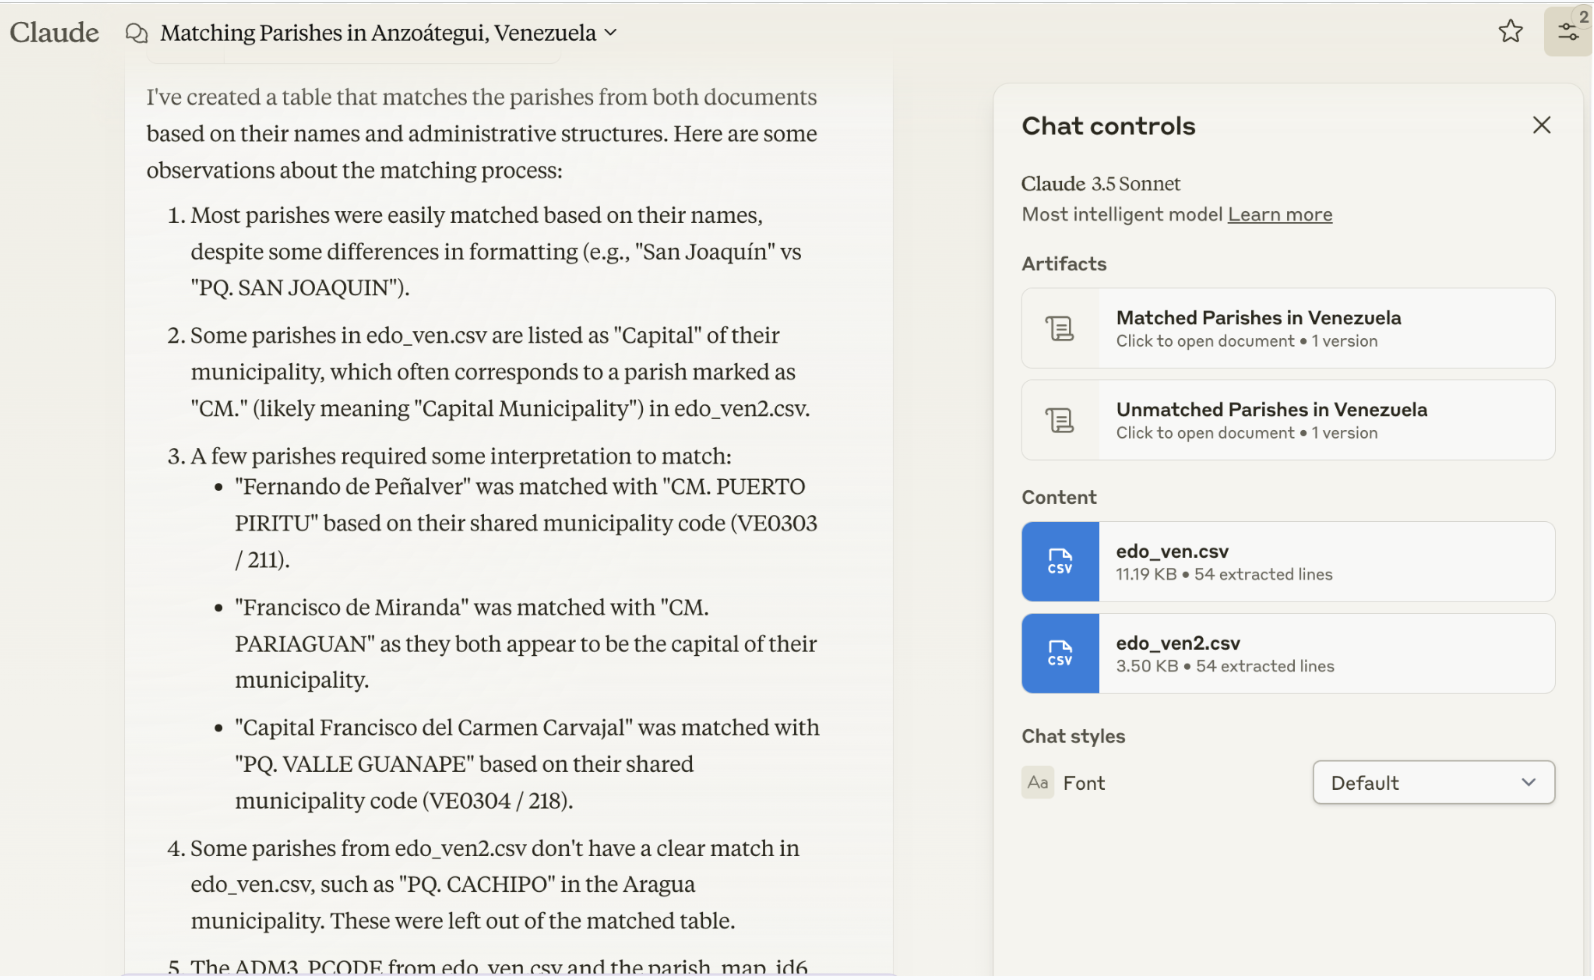 Claude
Matching Parishes in Anzoátegui, Venezuela
2
I've created a table that matches the parishes from both documents
based on their names and administrative structures. Here are some
observations about the matching process:
1. Most parishes were easily matched based on their names,
despite some differences in formatting (e.g., "San Joaquín" vs
"PQ. SAN JOAQUIN").
2. Some parishes in edo_ven.csv are listed as "Capital" of their
municipality, which often corresponds to a parish marked as
"CM." (likely meaning "Capital Municipality") in edo_ven2.csv.
3. A few parishes required some interpretation to match:
• "Fernando de Peñalver" was matched with "CM. PUERTO
PIRITU" based on their shared municipality code (VE0303
/ 211).
• "Francisco de Miranda" was matched with "CM.
PARIAGUAN" as they both appear to be the capital of their
municipality.
• "Capital Francisco del Carmen Carvajal" was matched with
"PQ. VALLE GUANAPE" based on their shared
municipality code (VE0304 / 218).
4. Some parishes from edo_ven2.csv don't have a clear match in
edo_ven.csv, such as "PQ. CACHIPO" in the Aragua
municipality. These were left out of the matched table.
5. The ADM3_PCODE from edo_ven.csv and the parish_map_id6
Chat controls
Claude 3.5 Sonnet
Most intelligent model Learn more
Artifacts
Matched Parishes in Venezuela
Click to open document • 1 version
Unmatched Parishes in Venezuela
Click to open document • 1 version
Content
CSV
edo_ven.csv
11.19 KB • 54 extracted lines
CSV
edo_ven2.csv
3.50 KB • 54 extracted lines
Chat styles
Aa Font
Default